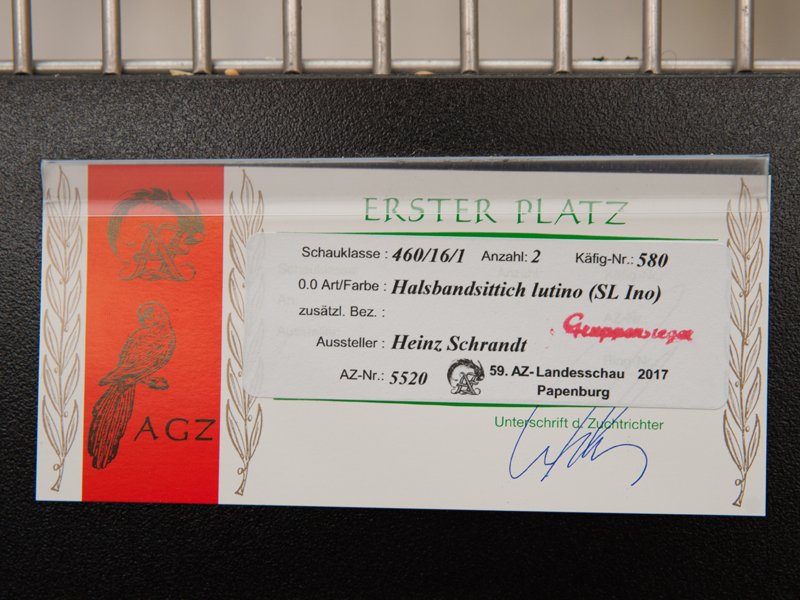 ERSTER PLATZ
Schauklasse : 460/16/1 Anzahl: 2 Käfig-Nr.: 580
0.0 Art/Farbe : Halsbandsittich lutino (SL Ino)
zusätzl. Bez. :
Gruppensieger
Aussteller : Heinz Schrandt
AZ-Nr.: 5520 59. AZ-Landesschau 2017
Papenburg
Unterschrift d. Zuchtrichter
AGZ